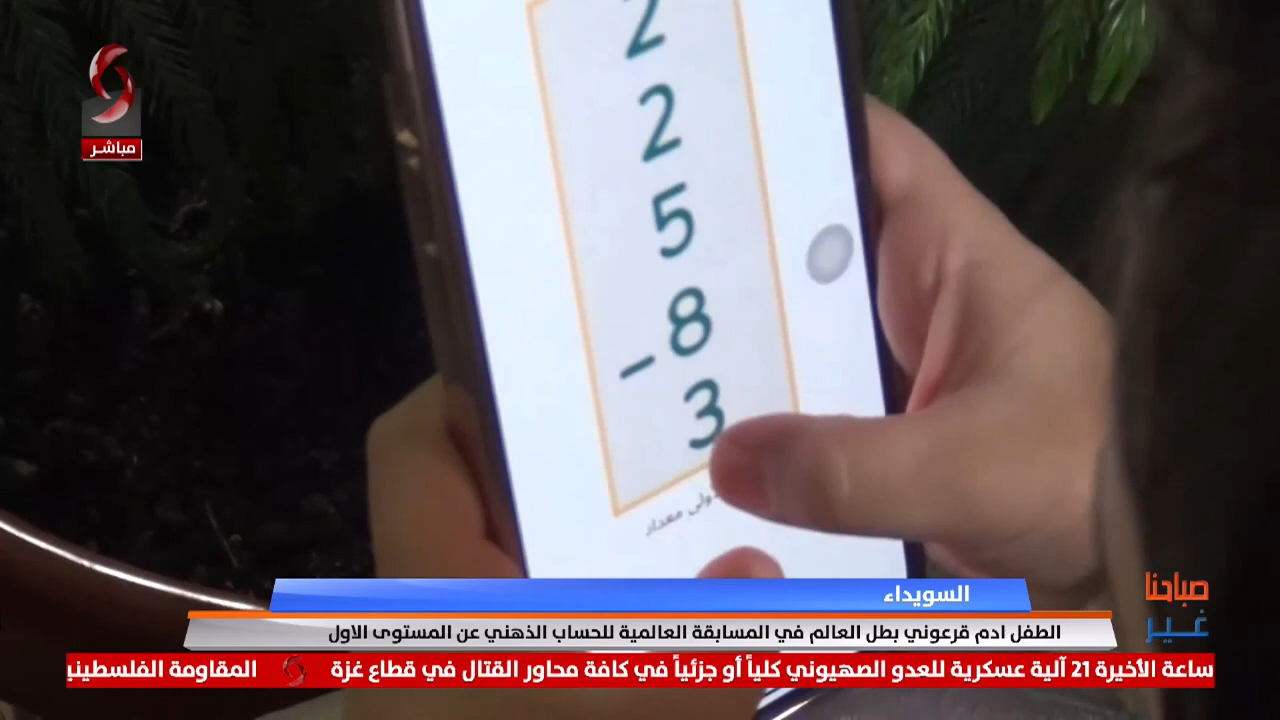 مباشر
2
2
5
8
-
3
معداد
السويداء
الطفل ادم قرعوني بطل العالم في المسابقة العالمية للحساب الذهني عن المستوى الاول
صباحنا
غير
ساعة الأخيرة 21 آلية عسكرية للعدو الصهيوني كلياً أو جزئياً في كافة محاور القتال في قطاع غزة
المقاومة الفلسطيني